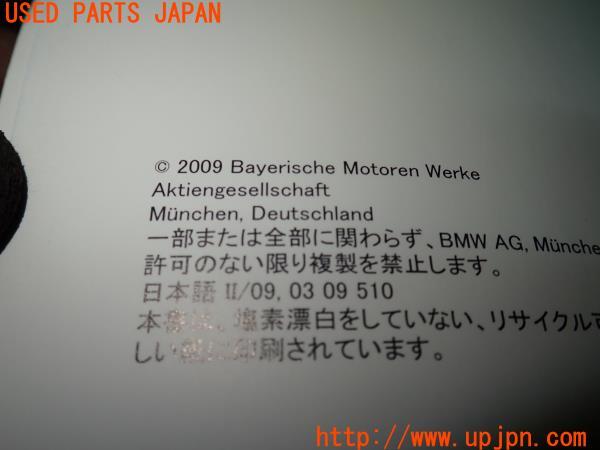 USED PARTS JAPAN
© 2009 Bayerische Motoren Werke
Aktiengesellschaft
München, Deutschland
一部または全部に関わらず、BMW AG, Münche
許可のない限り複製を禁止します。
日本語 II/09, 03 09 510
本書は、塩素漂白をしていない、リサイクル可
しい紙に印刷されています。
http://www.upjpn.com